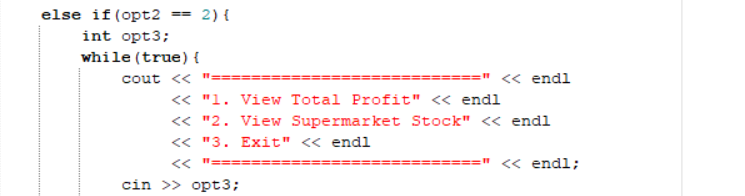 else if(opt2 == 2){
int opt3;
while(true){
cout << "===========================" << endl
<< "1. View Total Profit" << endl
<< "2. View Supermarket Stock" << endl
<< "3. Exit" << endl
<< "===========================" << endl;
cin >> opt3;